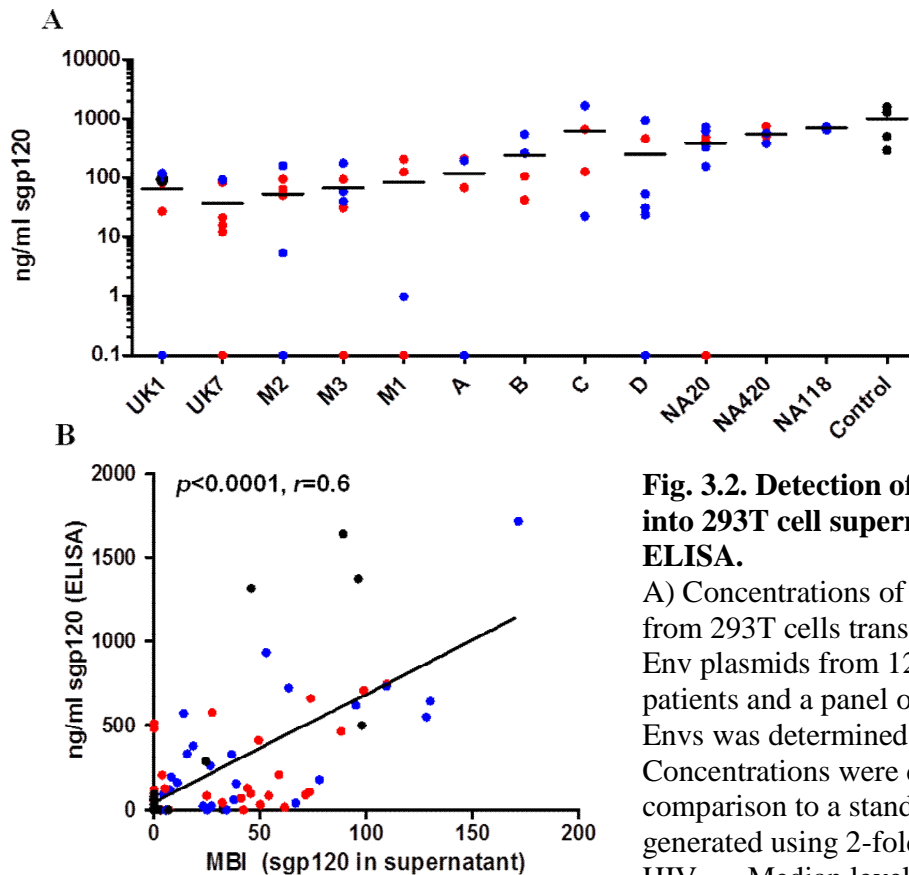 A
10000
1000
100
10
1
0.1
ng/ml sgp120
UK1 UK7 M2 M3 M1 A B C D NA20 NA420 NA118 Control
B
p<0.0001, r=0.6
2000
1500
1000
500
0
ng/ml sgp120 (ELISA)
0 50 100 150 200
MBI (sgp120 in supernatant)
Fig. 3.2. Detection of
into 293T cell supern
ELISA.
A) Concentrations of
from 293T cells trans
Env plasmids from 12
patients and a panel o
Envs was determined
Concentrations were
comparison to a stand
generated using 2-fold
Median level